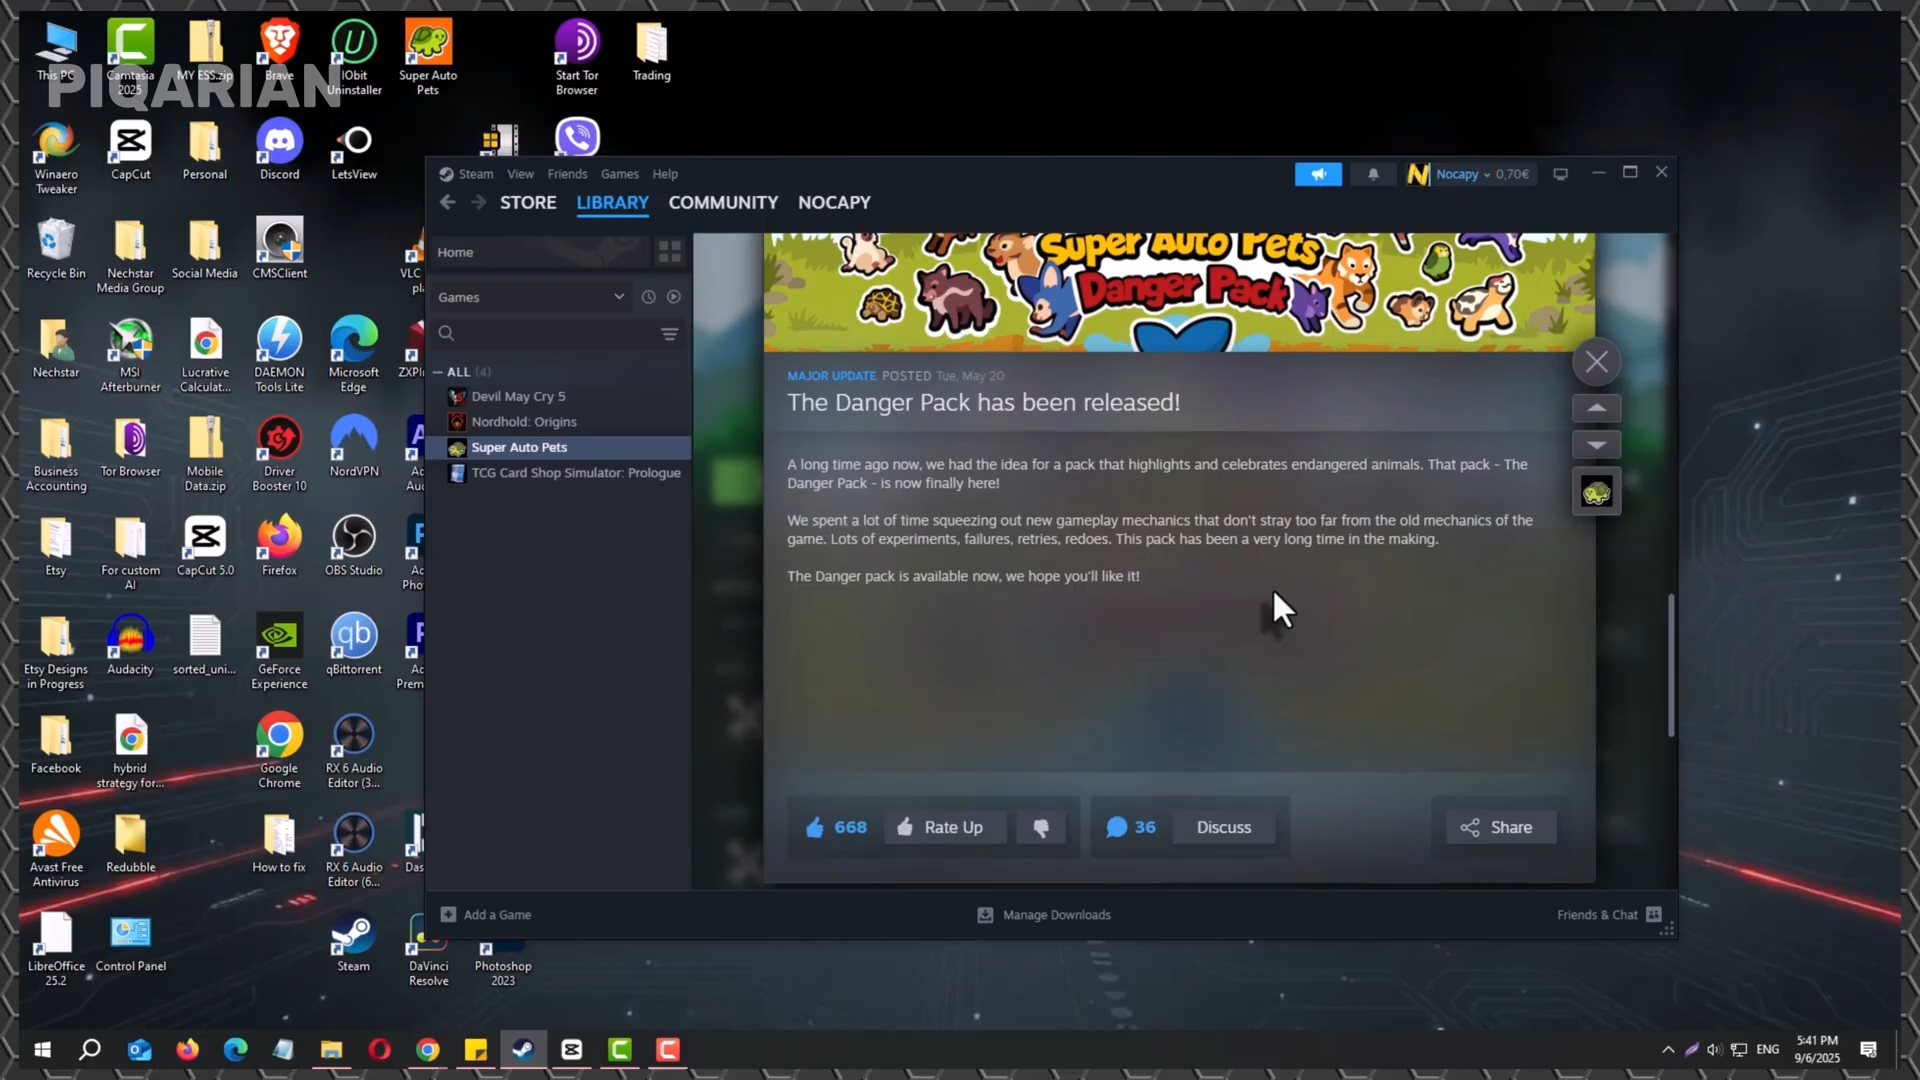 This PC
Camtasia
2025
MY ESS.zip
Brave
IObit
Uninstaller
Super Auto
Pets
Start Tor
Browser
Trading
PIQARIAN
Winaero
Tweaker
CapCut
Personal
Discord
LetsView
Recycle Bin
Nechstar
Media Group
Social Media
CMSClient
VLC
Nechstar
MSI
Afterburner
Lucrative
Calculat...
DAEMON
Tools Lite
Microsoft
Edge
ZXPI
Business
Accounting
Tor Browser
Mobile
Data.zip
Driver
Booster 10
NordVPN
Etsy
For custom
AI
CapCut 5.0
Firefox
OBS Studio
Etsy Designs
in Progress
Audacity
sorted_uni...
GeForce
Experience
qBittorrent
Facebook
hybrid
strategy for...
Google
Chrome
RX 6 Audio
Editor (3...
Avast Free
Antivirus
Redubble
How to fix
RX 6 Audio
Editor (6...
LibreOffice
25.2
Control Panel
Steam
DaVinci
Resolve
Photoshop
2023
Steam View Friends Games Help
Nocapy 0,70€
STORE LIBRARY COMMUNITY NOCAPY
Home
Games
ALL (4)
Devil May Cry 5
Nordhold: Origins
Super Auto Pets
TCG Card Shop Simulator: Prologue
Super Auto Pets
Danger Pack
MAJOR UPDATE POSTED Tue, May 20
The Danger Pack has been released!
A long time ago now, we had the idea for a pack that highlights and celebrates endangered animals. That pack - The
Danger Pack - is now finally here!
We spent a lot of time squeezing out new gameplay mechanics that don't stray too far from the old mechanics of the
game. Lots of experiments, failures, retries, redoes. This pack has been a very long time in the making.
The Danger pack is available now, we hope you'll like it!
668 Rate Up 36 Discuss Share
Add a Game Manage Downloads Friends & Chat
ENG
5:41 PM
9/6/2025